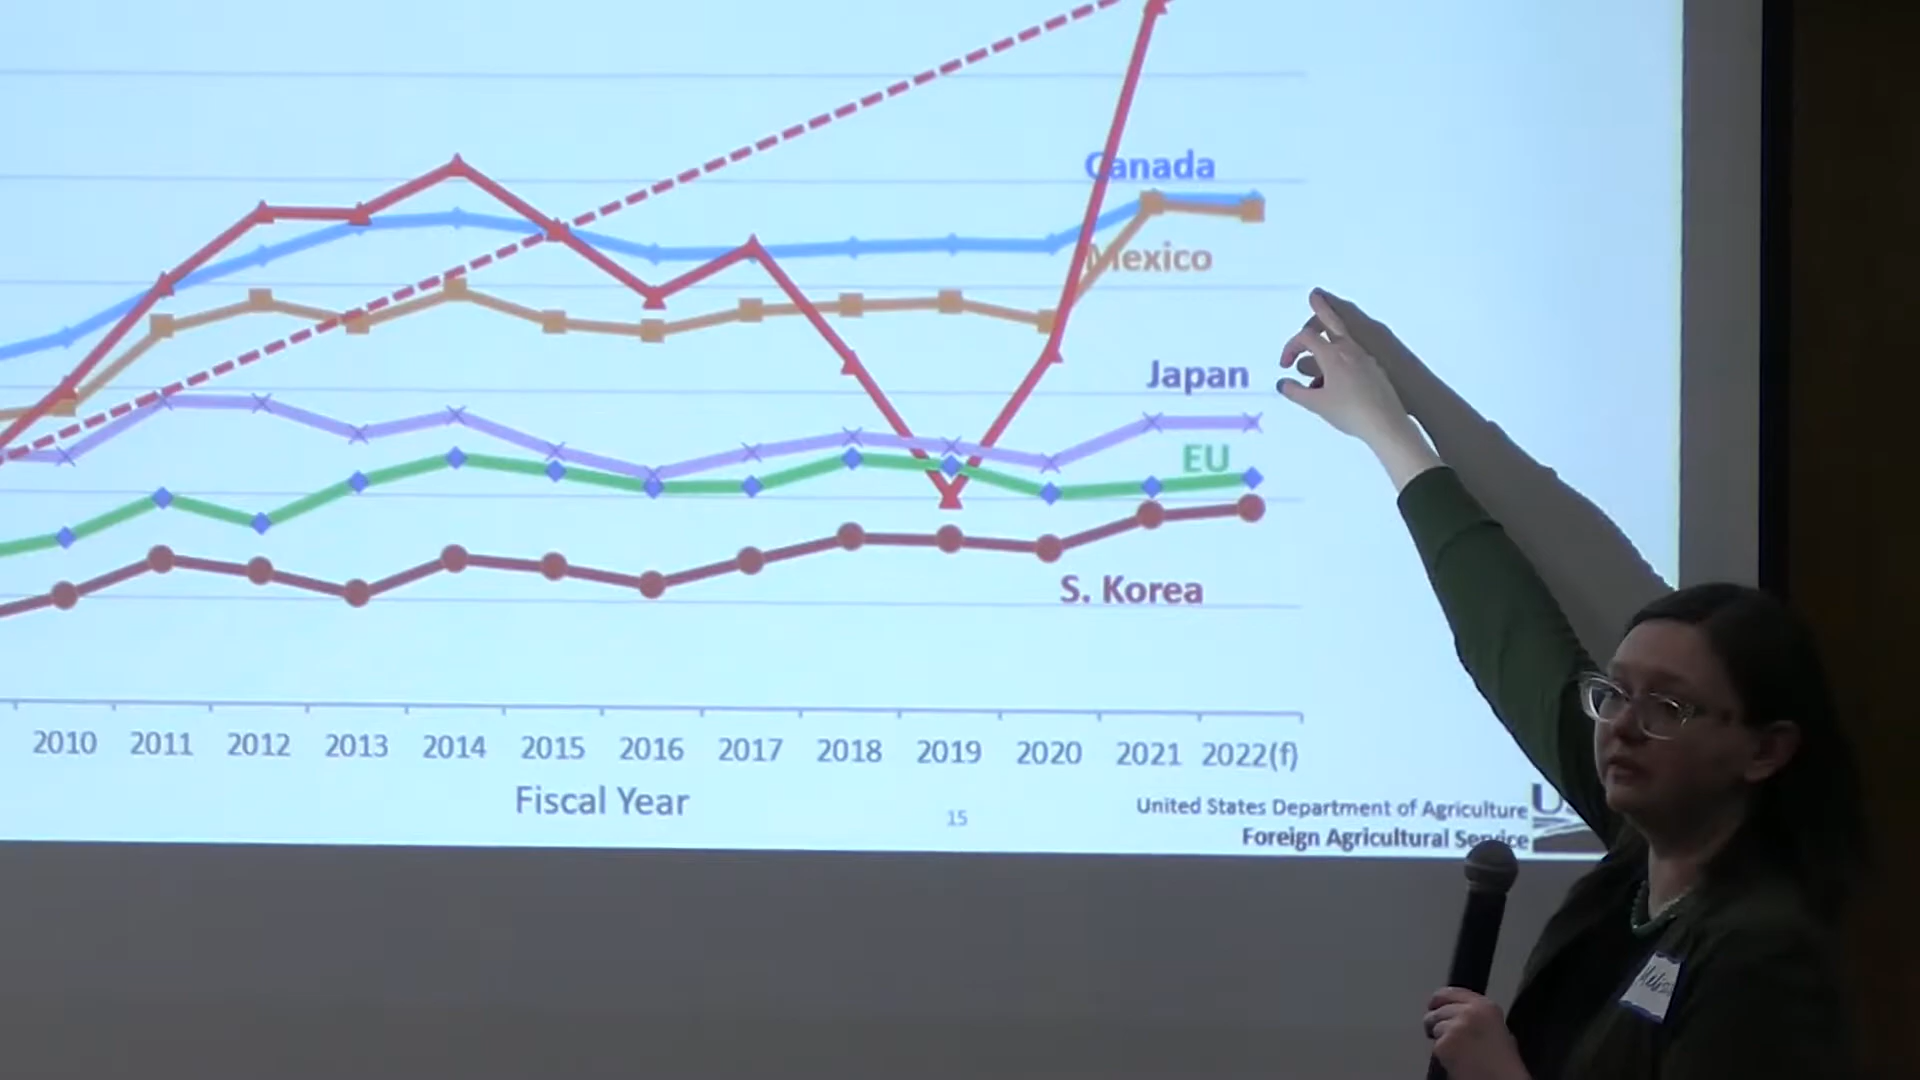 Canada
Mexico
Japan
EU
S. Korea
2010 2011 2012 2013 2014 2015 2016 2017 2018 2019 2020 2021 2022(f)
Fiscal Year
15
United States Department of Agriculture
Foreign Agricultural Service